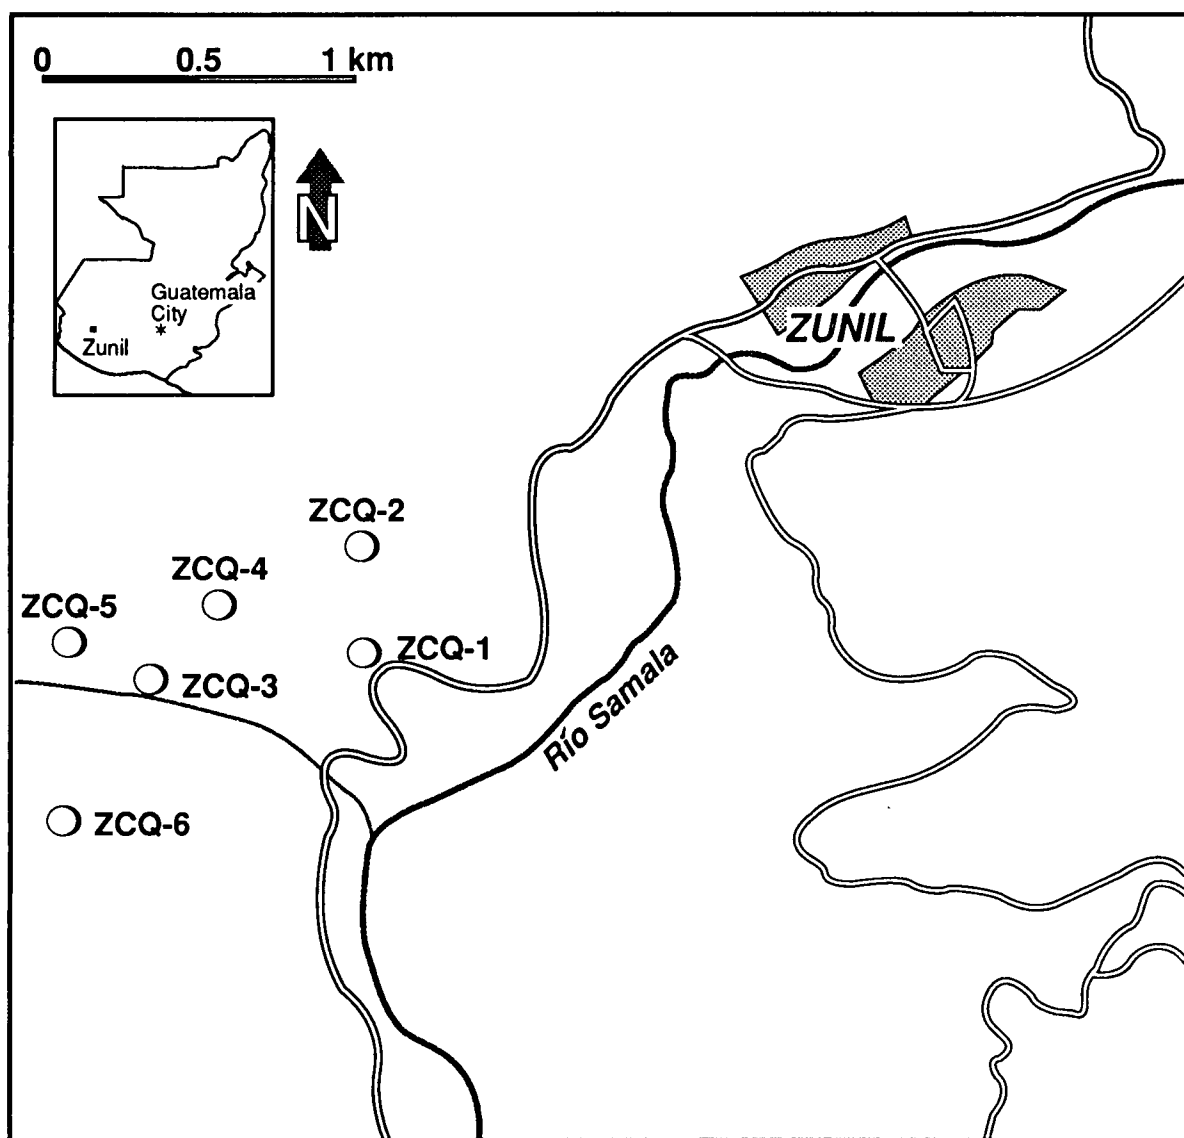 0 0.5 1 km
N
Guatemala
City
Zunil
ZUNIL
ZCQ-2
ZCQ-4
ZCQ-5
ZCQ-1
ZCQ-3
Río Samala
ZCQ-6